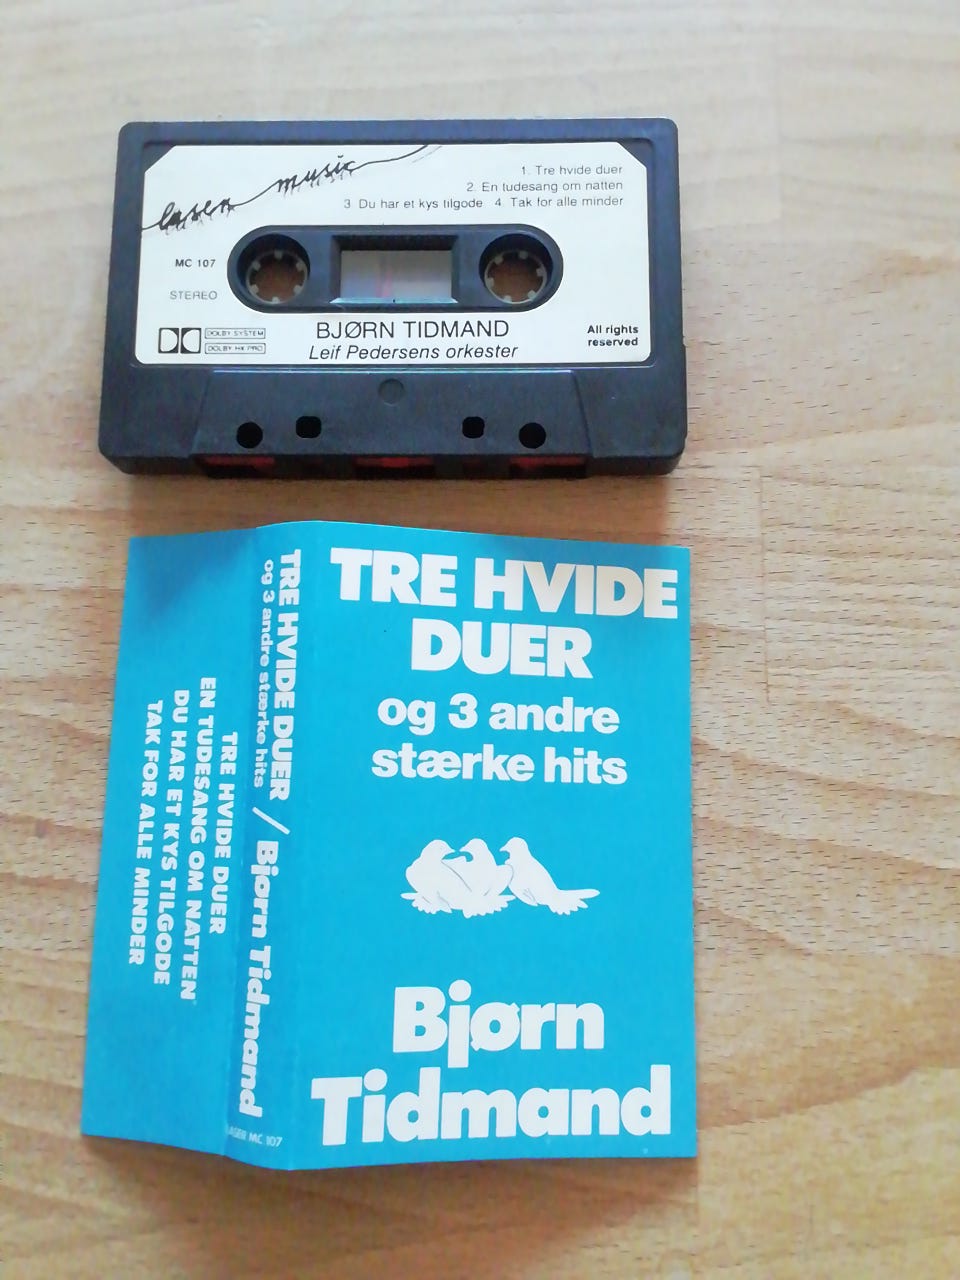 laser music
1. Tre hvide duer
2. En tudesang om natten
3 Du har et kys tilgode 4. Tak for alle minder
MC 107
STEREO
DOLBY SYSTEM
DOLBY HX PRO
BJØRN TIDMAND
Leif Pedersens orkester
All rights
reserved
TRE HVIDE
DUER
og 3 andre
stærke hits
Bjørn
Tidmand
TRE HVIDE DUER / Bjørn Tidmand
og 3 andre stærke hits
LASER MC 107
TRE HVIDE DUER
EN TUDESANG OM NATTEN
DU HAR ET KYS TILGODE
TAK FOR ALLE MINDER